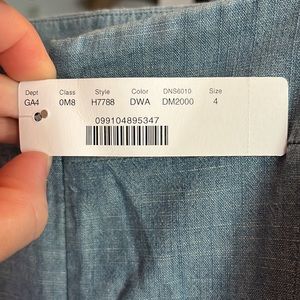 Dept Class Style Color DNS6010 Size
GA4 0M8 H7788 DWA DM2000 4
099104895347